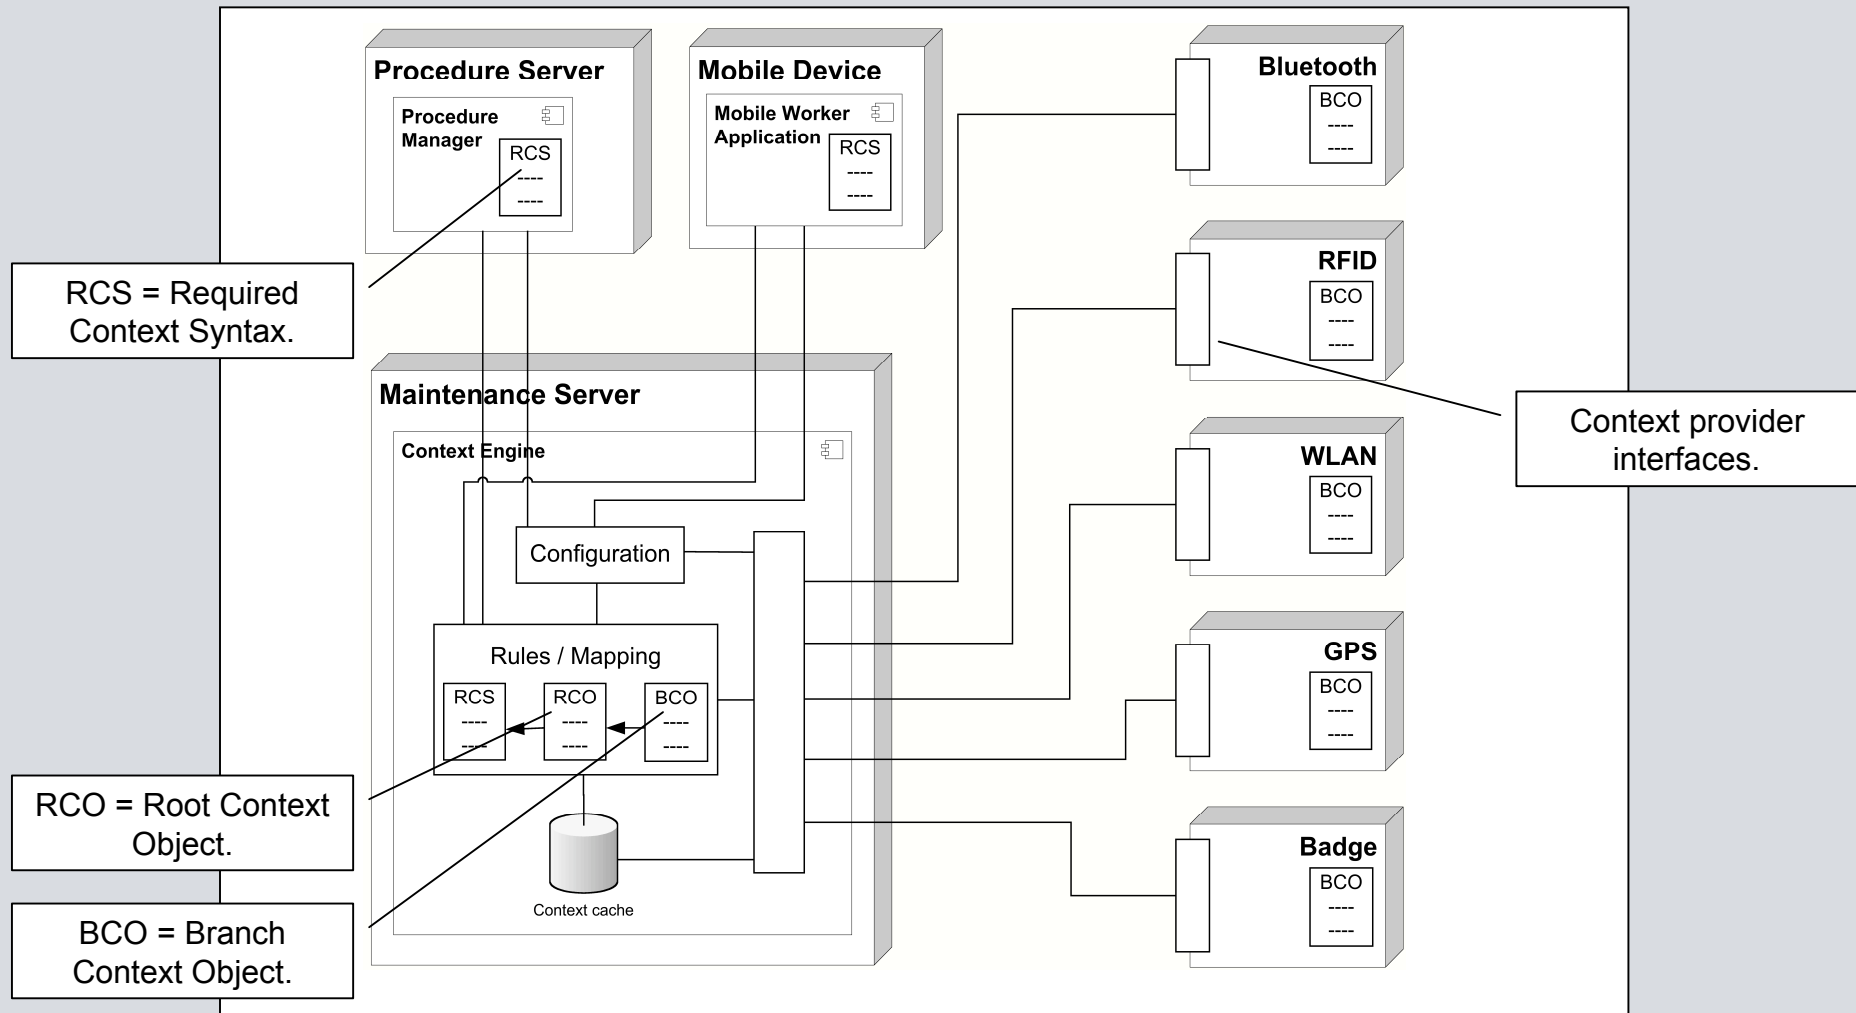 Procedure Server
Procedure
Manager
RCS
----
----
Mobile Device
Mobile Worker
Application
RCS
----
----
Bluetooth
BCO
----
----
RFID
BCO
----
----
RCS = Required
Context Syntax.
Context provider
interfaces.
Maintenance Server
Context Engine
Configuration
Rules / Mapping
RCS
----
----
RCO
----
----
BCO
----
----
Context cache
WLAN
BCO
----
----
GPS
BCO
----
----
Badge
BCO
----
----
RCO = Root Context
Object.
BCO = Branch
Context Object.